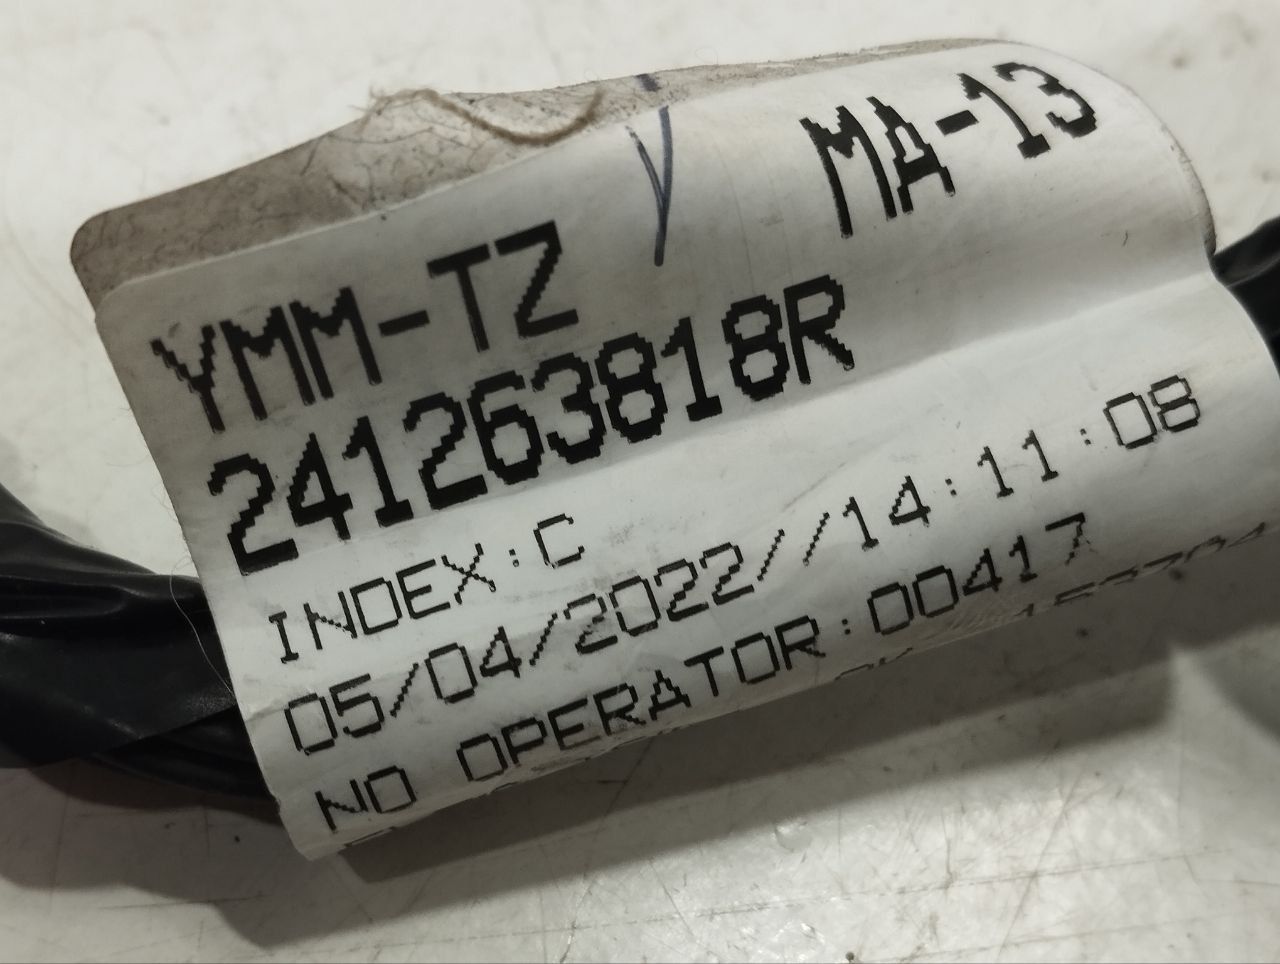 MA-13
YMM-TZ
241263818R
INDEX:C
05/04/2022//14:11:08
NO OPERATOR:00417